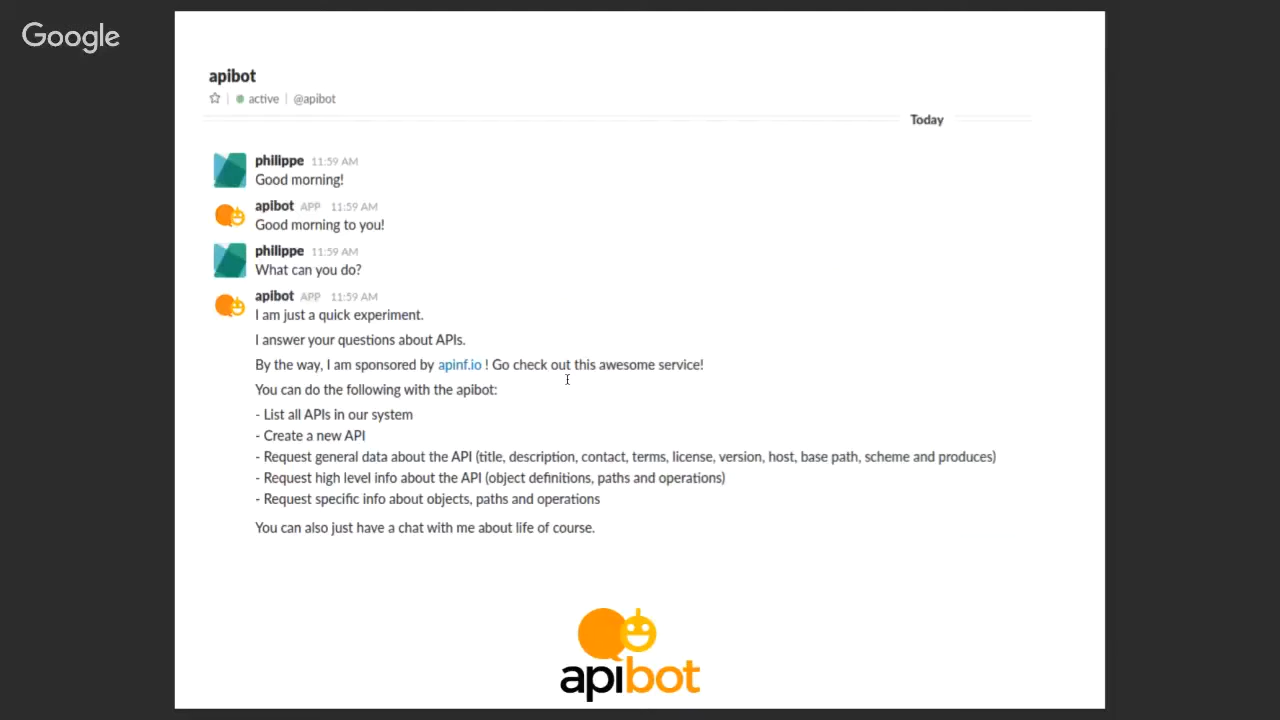 Google
apibot
active | @apibot
Today
philippe 11:59 AM
Good morning!
apibot APP 11:59 AM
Good morning to you!
philippe 11:59 AM
What can you do?
apibot APP 11:59 AM
I am just a quick experiment.
I answer your questions about APIs.
By the way, I am sponsored by apinf.io ! Go check out this awesome service!
You can do the following with the apibot:
- List all APIs in our system
- Create a new API
- Request general data about the API (title, description, contact, terms, license, version, host, base path, scheme and produces)
- Request high level info about the API (object definitions, paths and operations)
- Request specific info about objects, paths and operations
You can also just have a chat with me about life of course.
apibot